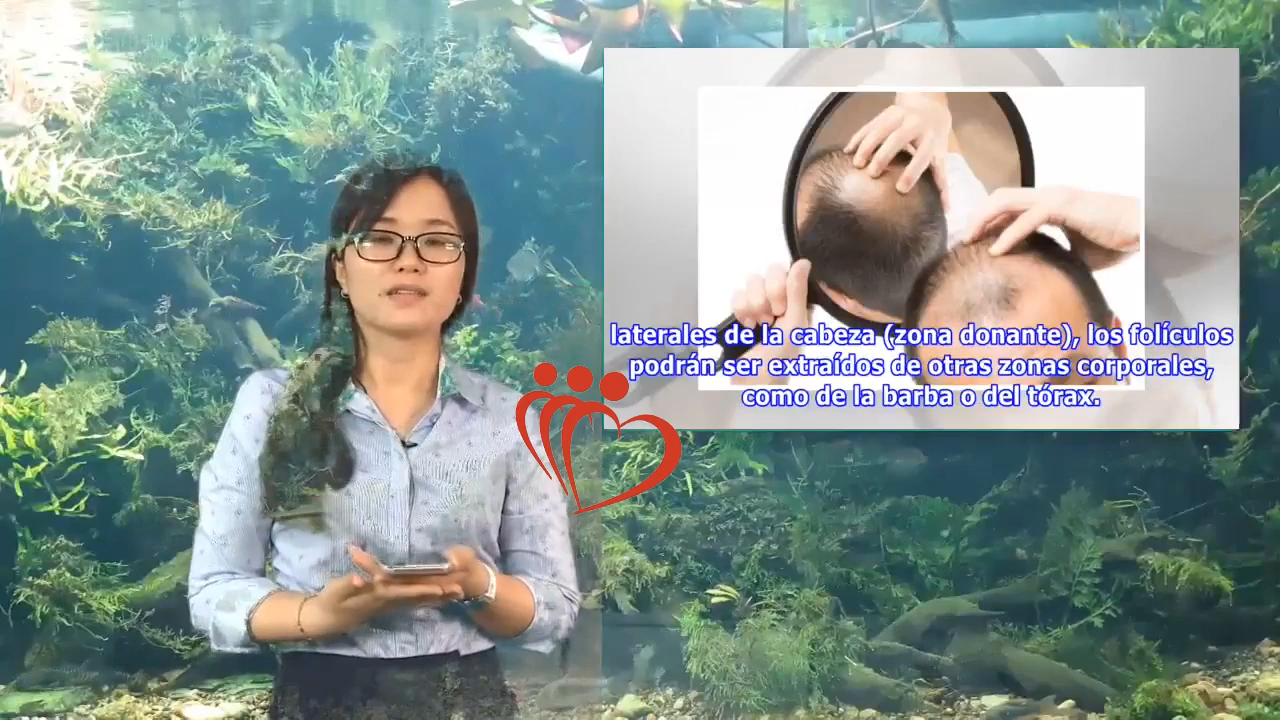 laterales de la cabeza (zona donante), los folículos
podrán ser extraídos de otras zonas corporales,
como de la barba o del tórax.